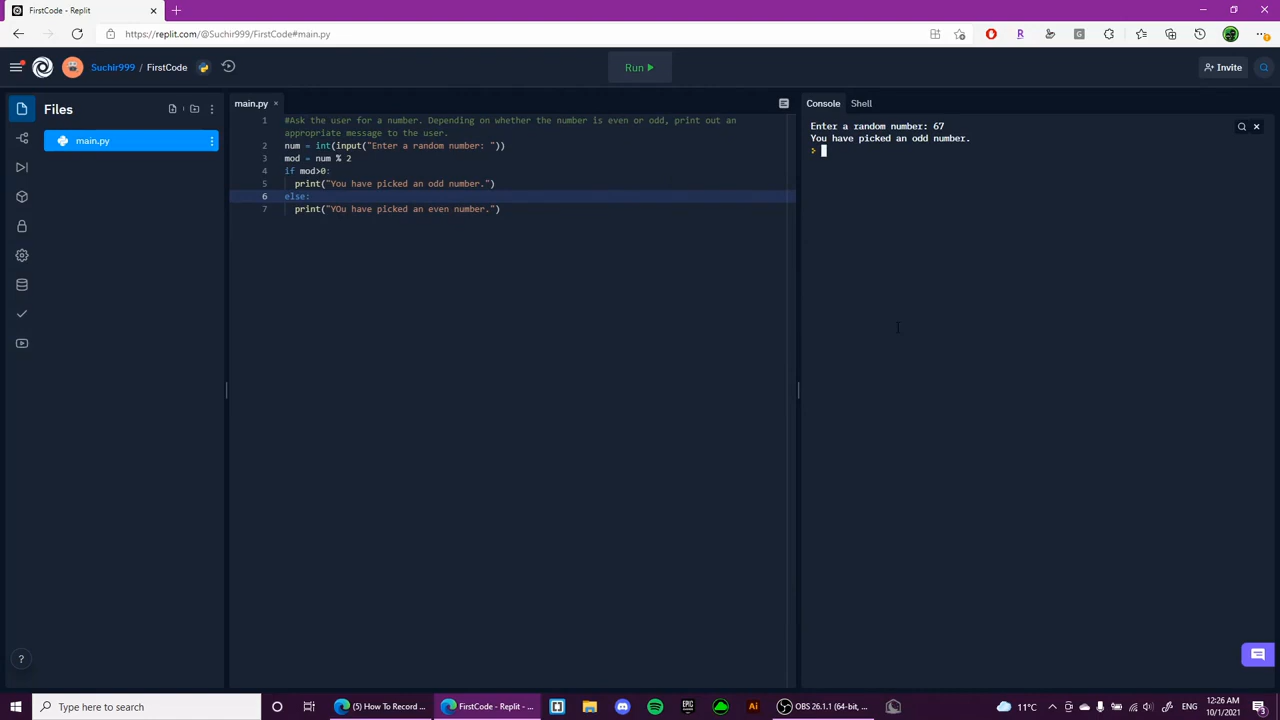 FirstCode - Replit
https://replit.com/@Suchir999/FirstCode#main.py
Suchir999 / FirstCode
Run
Invite
Files
main.py
main.py
Console
Shell
1 #Ask the user for a number. Depending on whether the number is even or odd, print out an
appropriate message to the user.
2 num = int(input("Enter a random number: "))
3 mod = num % 2
4 if mod>0:
5 print("You have picked an odd number.")
6 else:
7 print("YOu have picked an even number.")
Enter a random number: 67
You have picked an odd number.
>
?
Type here to search
(5) How To Record ...
FirstCode - Replit - ...
EPIC GAMES
Ai
OBS 26.1.1 (64-bit, ...
11°C
ENG
12:26 AM
10/1/2021